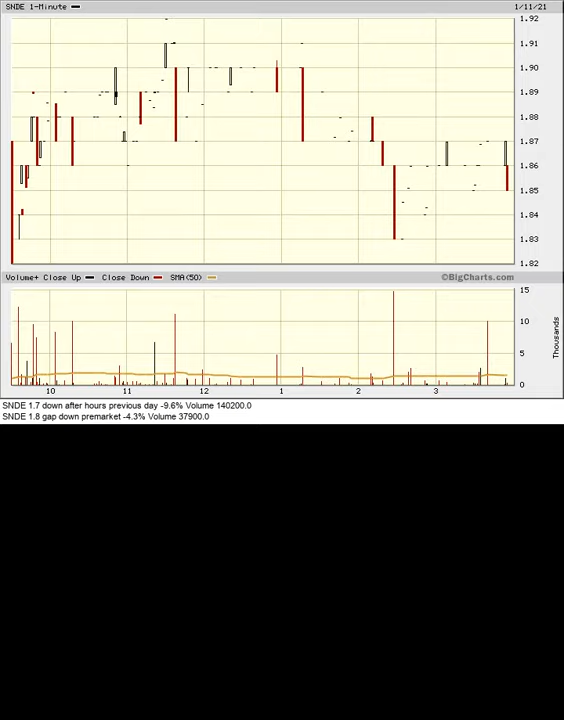 SNDE 1-Minute 1/11/21
1.92
1.91
1.90
1.89
1.88
1.87
1.86
1.85
1.84
1.83
1.82
Volume+ Close Up Close Down SMA(50) ©BigCharts.com
15
10
5
0
Thousands
10 11 12 1 2 3
SNDE 1.7 down after hours previous day -9.6% Volume 140200.0
SNDE 1.8 gap down premarket -4.3% Volume 37900.0